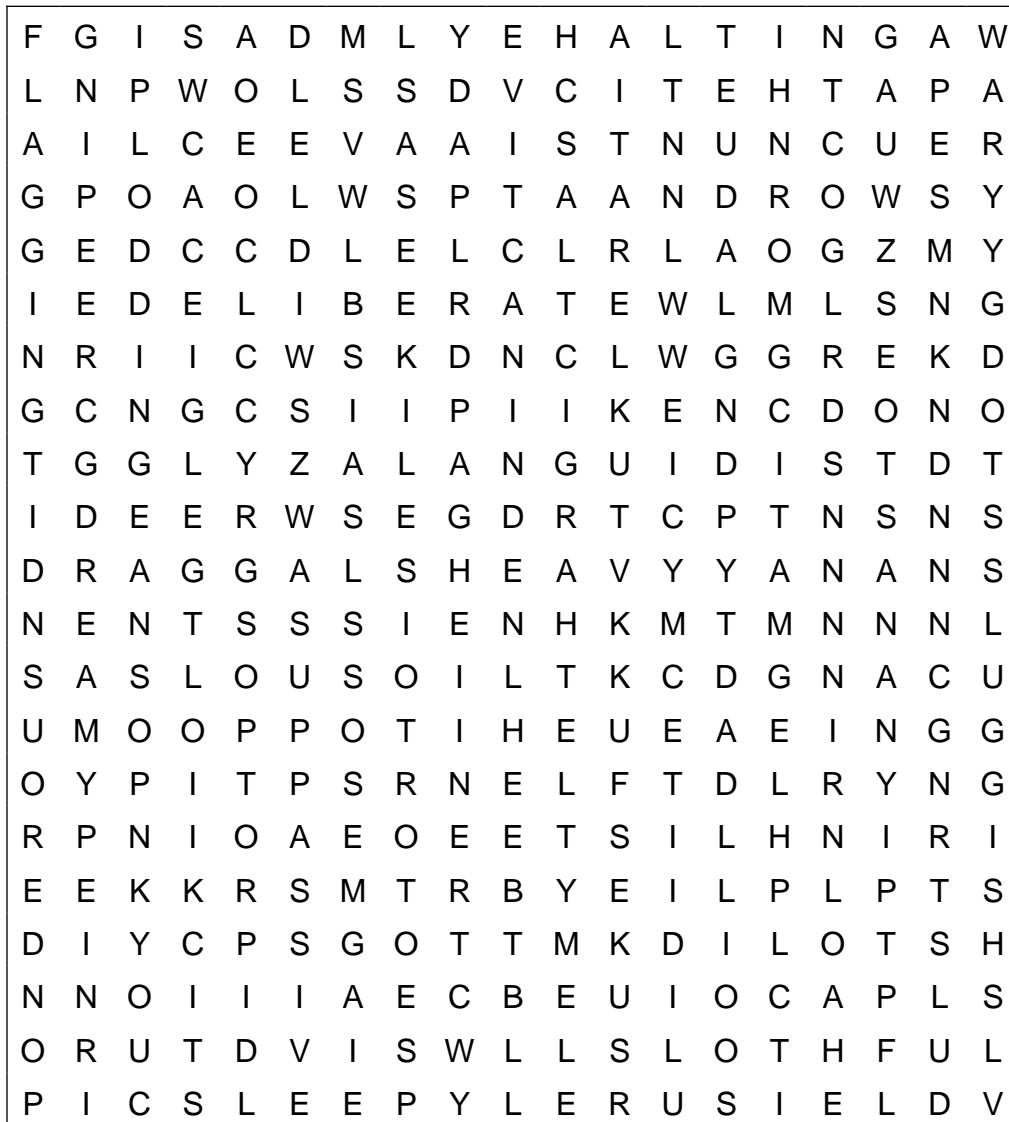 F G I S A D M L Y E H A L T I N G A W
L N P W O L S S D V C I T E H T A P A
A I L C E E V A A I S T N U N C U E R
G P O A O L W S P T A A N D R O W S Y
G E D C C D L E L C L R L A O G Z M Y
I E D E L I B E R A T E W L M L S N G
N R I I C W S K D N C L W G G R E K D
G C N G C S I I P I I K E N C D O N O
T G G L Y Z A L A N G U I D I S T D T
I D E E R W S E G D R T C P T N S N S
D R A G G A L S H E A V Y Y A N A N S
N E N T S S S I E N H K M T M N N N L
S A S L O U S O I L T K C D G N A C U
U M O O P P O T I H E U E A E I N G G
O Y P I T P S R N E L F T D L R Y N G
R P N I O A E O E E T S I L H N I R I
E E K K R S M T R B Y E I L P L P T S
D I Y C P S G O T T M K D I L O T S H
N N O I I I A E C B E U I O C A P L S
O R U T D V I S W L L S L O T H F U L
P I C S L E E P Y L E R U S I E L D V